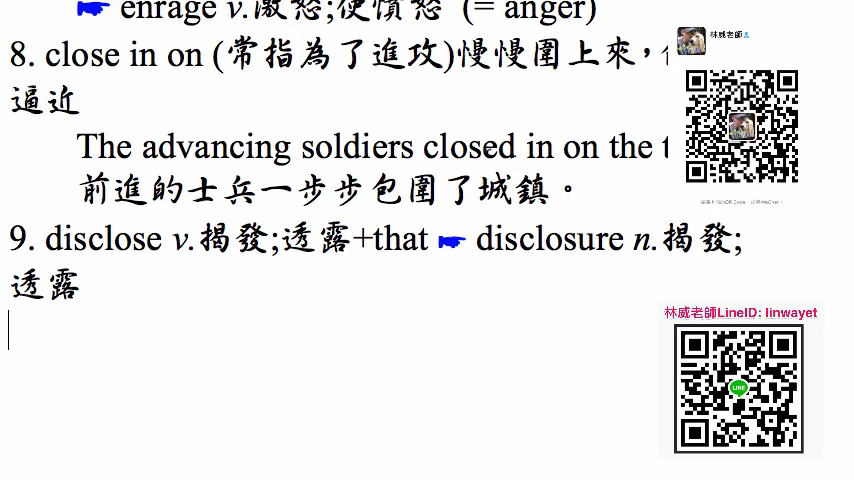 enrage v.激怒;使憤怒 (= anger)
8. close in on (常指為了進攻)慢慢圍上來，
逼近
The advancing soldiers closed in on the
前進的士兵一步步包圍了城鎮。
9. disclose v.揭發;透露+that disclosure n.揭發;
透露
林威老師
林威老師LineID: linwayet
LINE